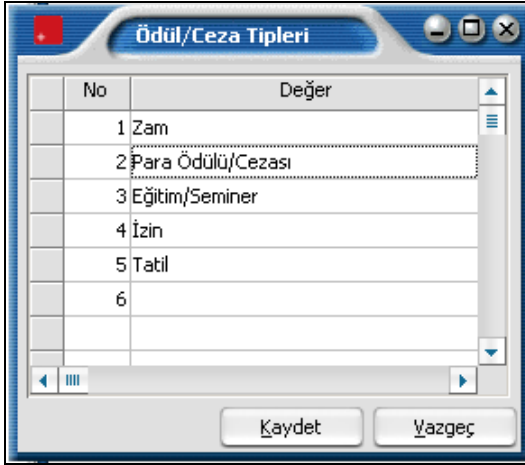 Ödül/Ceza Tipleri
No Değer
1 Zam
2 Para Ödülü/Cezası
3 Eğitim/Seminer
4 İzin
5 Tatil
6
Kaydet Vazgeç